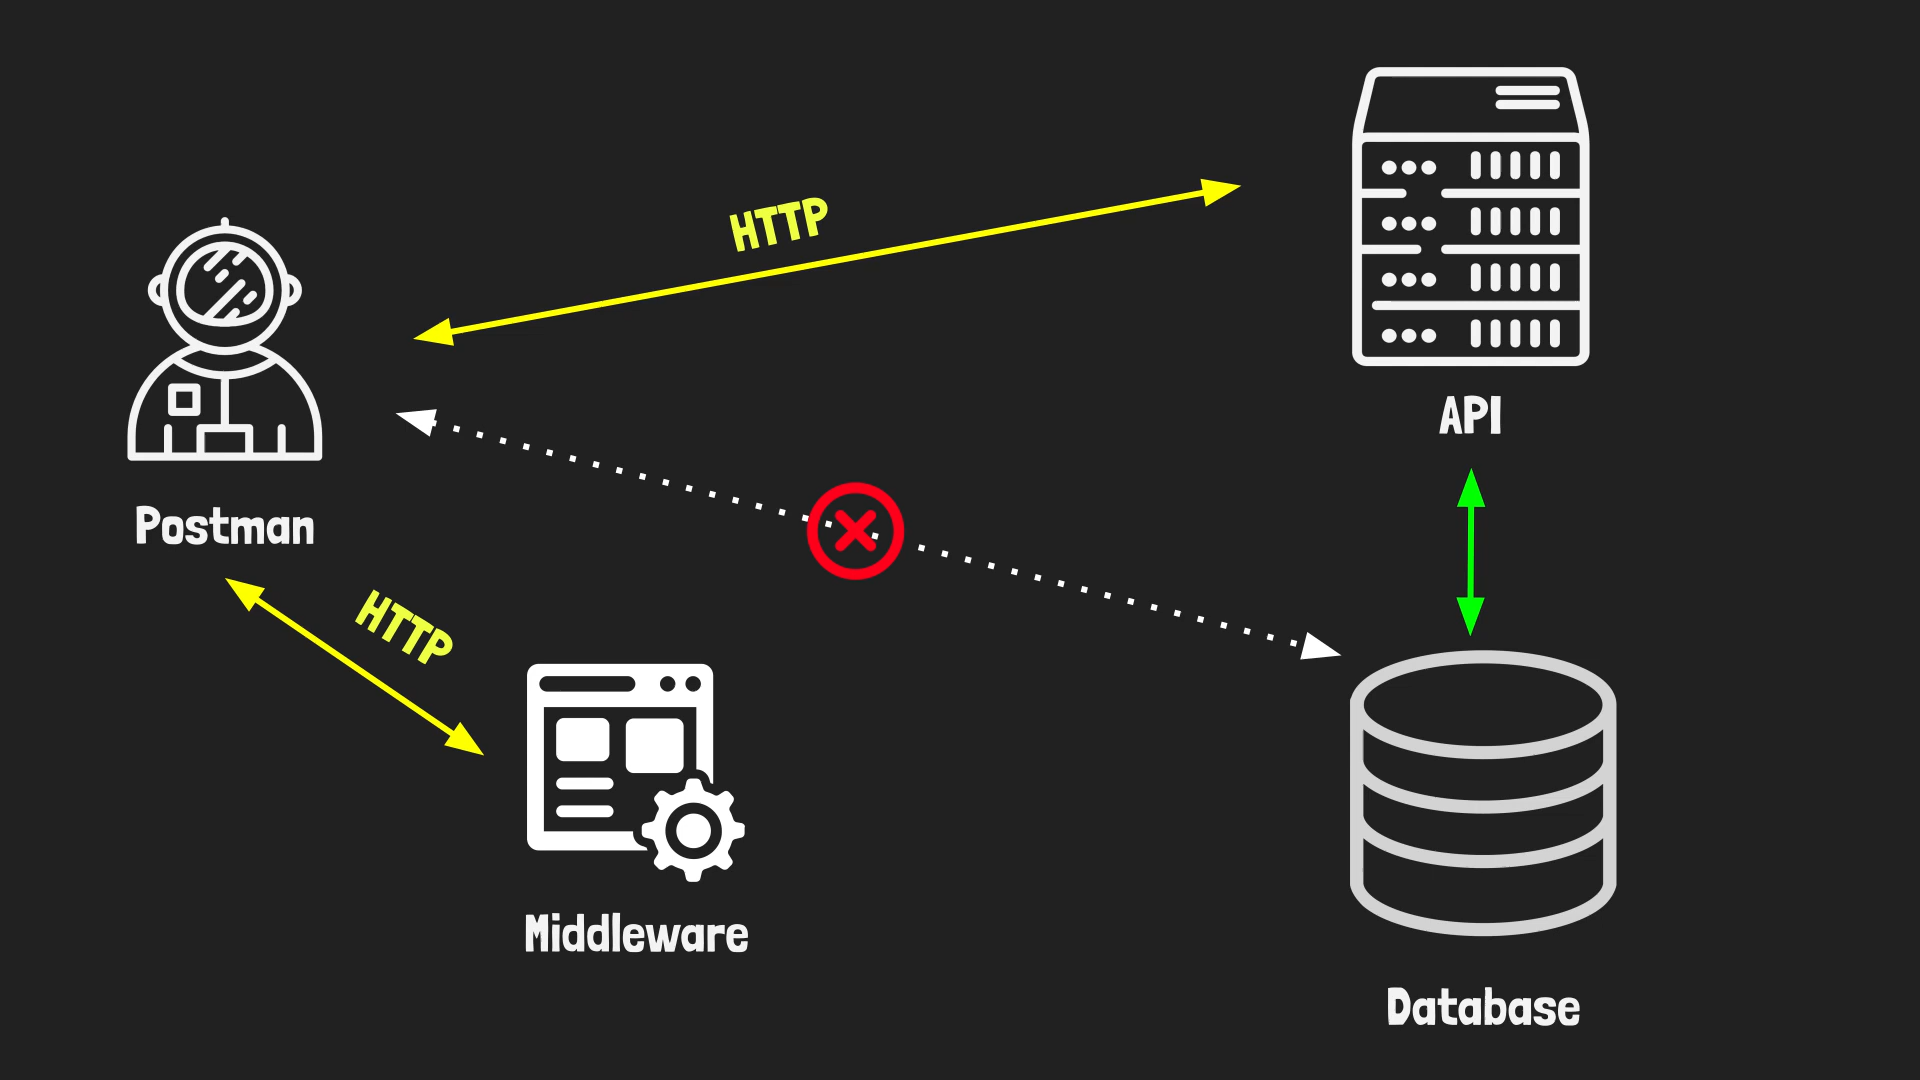 HTTP
API
Postman
HTTP
Middleware
Database